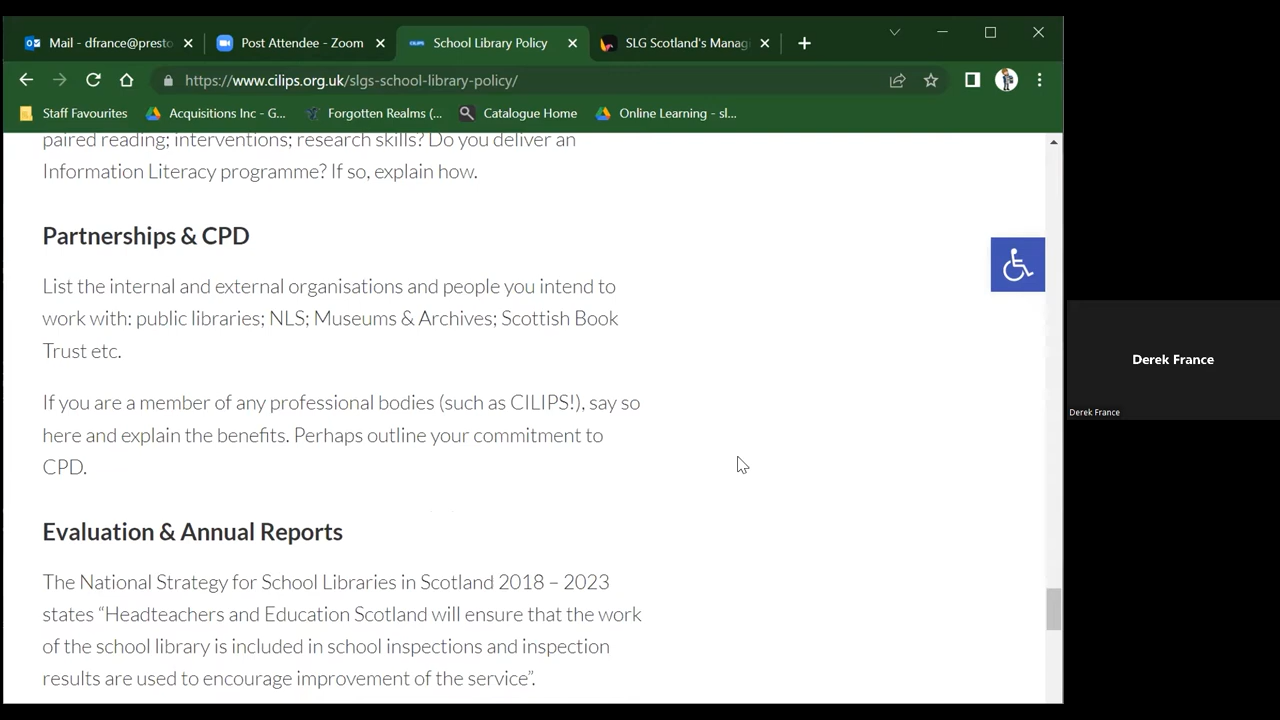 Mail - dfrance@presto
Post Attendee - Zoom
CILIPS School Library Policy
SLG Scotland's Manag
https://www.cilips.org.uk/slgs-school-library-policy/
Staff Favourites
Acquisitions Inc - G...
Forgotten Realms (...
Catalogue Home
Online Learning - sl...
paired reading; interventions; research skills? Do you deliver an
Information Literacy programme? If so, explain how.
Partnerships & CPD
List the internal and external organisations and people you intend to
work with: public libraries; NLS; Museums & Archives; Scottish Book
Trust etc.
If you are a member of any professional bodies (such as CILIPS!), say so
here and explain the benefits. Perhaps outline your commitment to
CPD.
Evaluation & Annual Reports
The National Strategy for School Libraries in Scotland 2018 – 2023
states “Headteachers and Education Scotland will ensure that the work
of the school library is included in school inspections and inspection
results are used to encourage improvement of the service”.
Derek France
Derek France